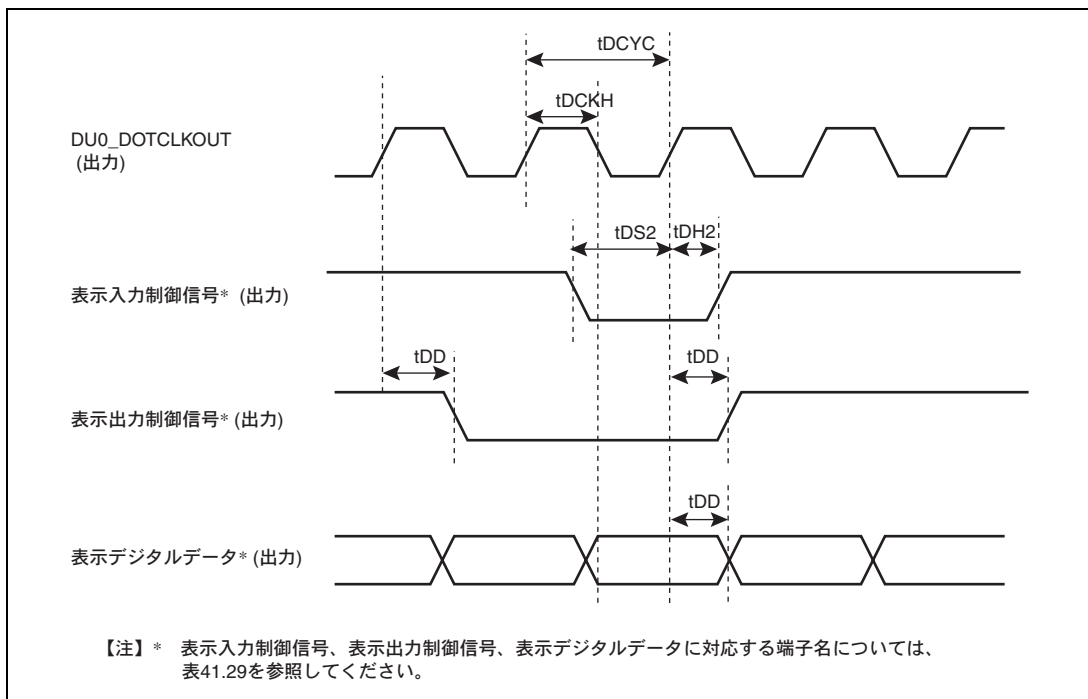 tDCYC
tDCKH
DU0_DOTCLKOUT
(出力)
tDS2
tDH2
表示入力制御信号* (出力)
tDD
tDD
表示出力制御信号* (出力)
tDD
表示デジタルデータ* (出力)
【注】* 表示入力制御信号、表示出力制御信号、表示デジタルデータに対応する端子名については、
表41.29を参照してください。